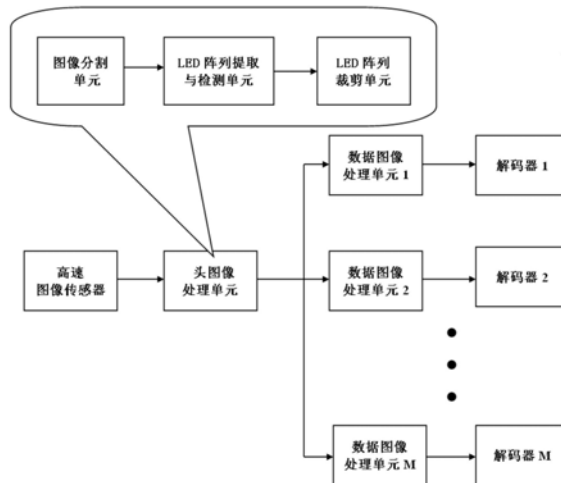 图像分割
单元
LED 阵列提取
与检测单元
LED 阵列
裁剪单元
数据图像
处理单元 1
解码器 1
高速
图像传感器
头图像
处理单元
数据图像
处理单元 2
解码器 2
数据图像
处理单元 M
解码器 M